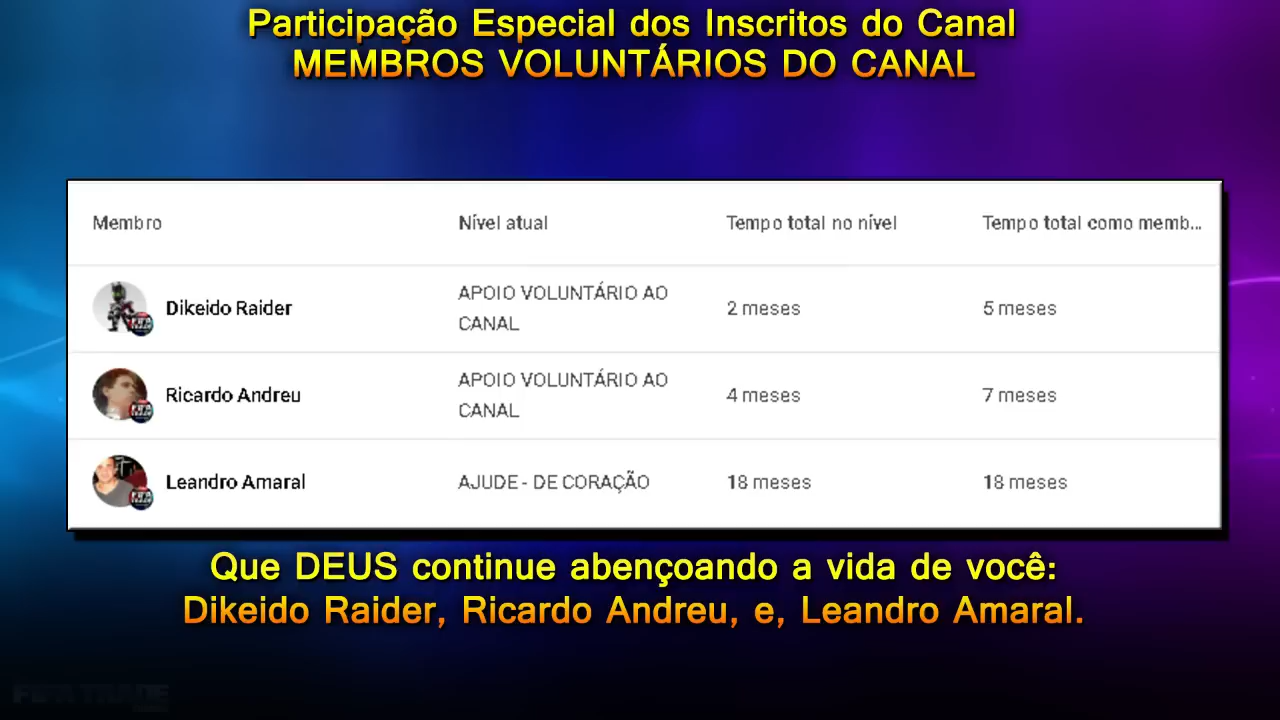 Participação Especial dos Inscritos do Canal
MEMBROS VOLUNTÁRIOS DO CANAL
Membro Nível atual Tempo total no nível Tempo total como memb...
Dikeido Raider APOIO VOLUNTÁRIO AO CANAL 2 meses 5 meses
Ricardo Andreu APOIO VOLUNTÁRIO AO CANAL 4 meses 7 meses
Leandro Amaral AJUDE - DE CORAÇÃO 18 meses 18 meses
Que DEUS continue abençoando a vida de você:
Dikeido Raider, Ricardo Andreu, e, Leandro Amaral.